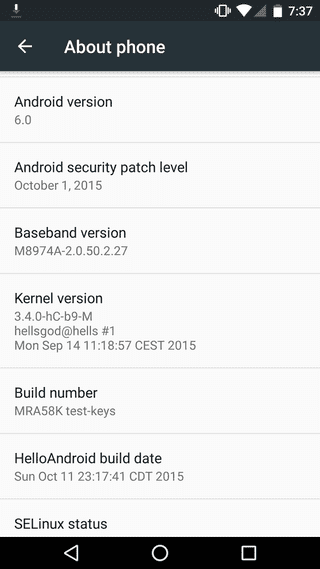 7:37
About phone
Android version
6.0
Android security patch level
October 1, 2015
Baseband version
M8974A-2.0.50.2.27
Kernel version
3.4.0-hC-b9-M
hellsgod@hells #1
Mon Sep 14 11:18:57 CEST 2015
Build number
MRA58K test-keys
HelloAndroid build date
Sun Oct 11 23:17:41 CDT 2015
SELinux status